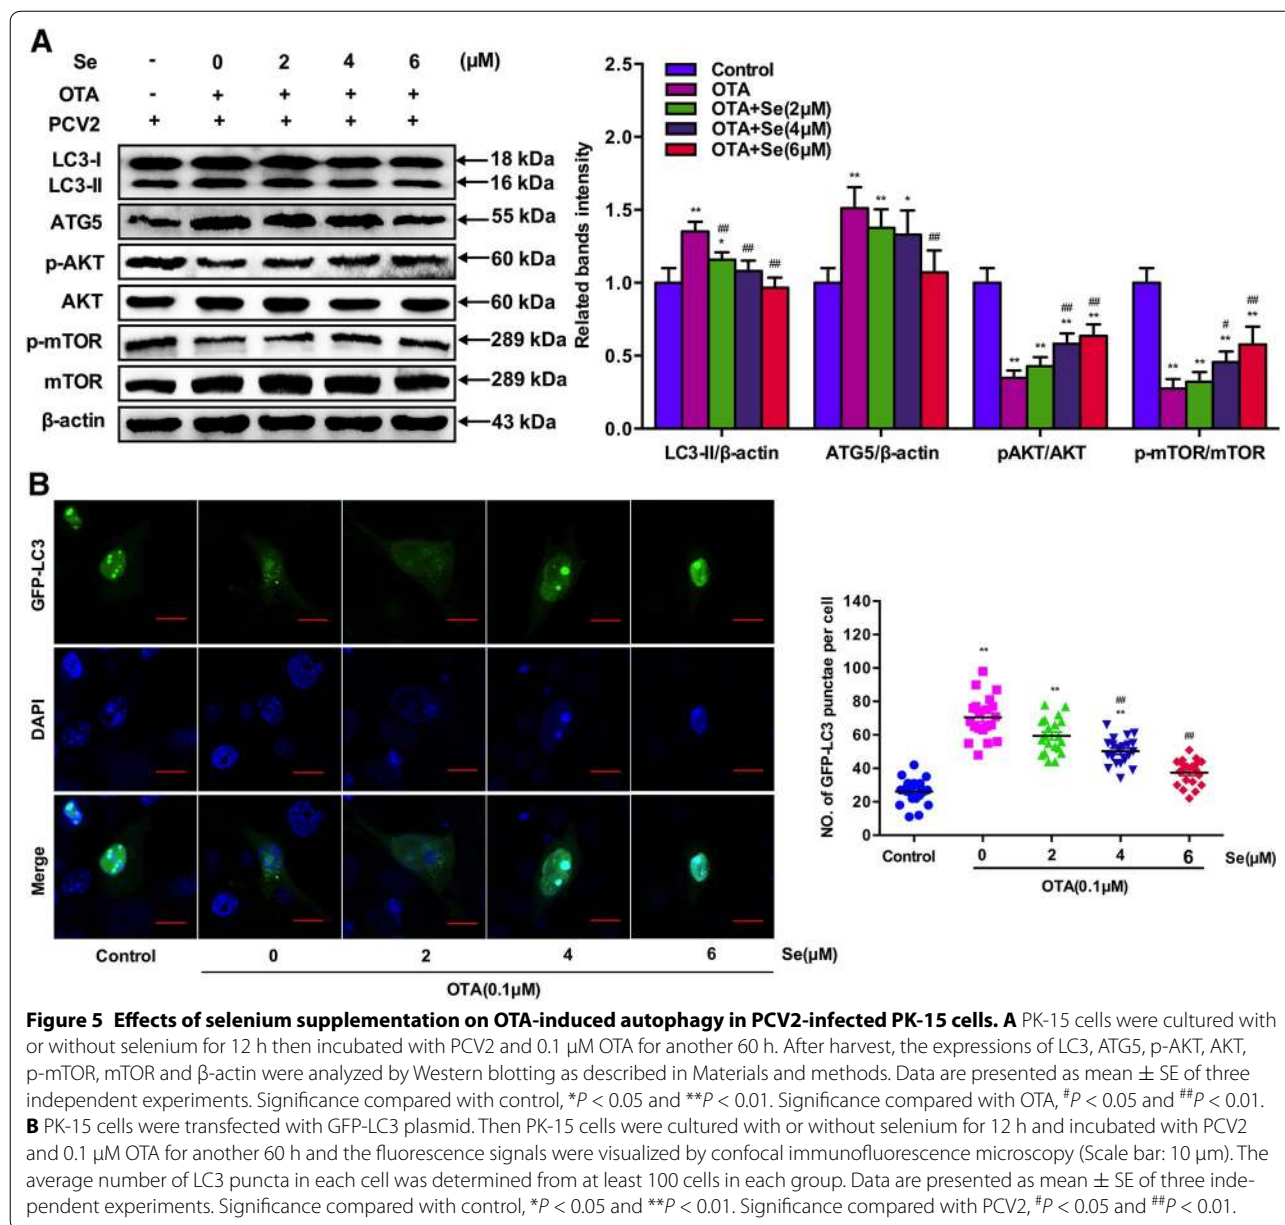 A
Se - 0 2 4 6 (μM)
OTA - + + + +
PCV2 + + + + +
LC3-I 18 kDa
LC3-II 16 kDa
ATG5 55 kDa
p-AKT 60 kDa
AKT 60 kDa
p-mTOR 289 kDa
mTOR 289 kDa
β-actin 43 kDa
Related bands intensity
2.5
2.0
1.5
1.0
0.5
0.0
Control
OTA
OTA+Se(2μM)
OTA+Se(4μM)
OTA+Se(6μM)
** ## * ## ##
** ** * ##
** ** ## ** ## **
** ** # ** ## **
LC3-II/β-actin ATG5/β-actin pAKT/AKT p-mTOR/mTOR
B
GFP-LC3
DAPI
Merge
Control 0 2 4 6 Se(μM)
OTA(0.1μM)
NO. of GFP-LC3 punctae per cell
140
120
100
80
60
40
20
0
** ** ## ** ##
Control 0 2 4 6 Se(μM)
OTA(0.1μM)
Figure 5 Effects of selenium supplementation on OTA-induced autophagy in PCV2-infected PK-15 cells. A PK-15 cells were cultured with
or without selenium for 12 h then incubated with PCV2 and 0.1 μM OTA for another 60 h. After harvest, the expressions of LC3, ATG5, p-AKT, AKT,
p-mTOR, mTOR and β-actin were analyzed by Western blotting as described in Materials and methods. Data are presented as mean ± SE of three
independent experiments. Significance compared with control, *P < 0.05 and **P < 0.01. Significance compared with OTA, #P < 0.05 and ##P < 0.01.
B PK-15 cells were transfected with GFP-LC3 plasmid. Then PK-15 cells were cultured with or without selenium for 12 h and incubated with PCV2
and 0.1 μM OTA for another 60 h and the fluorescence signals were visualized by confocal immunofluorescence microscopy (Scale bar: 10 μm). The
average number of LC3 puncta in each cell was determined from at least 100 cells in each group. Data are presented as mean ± SE of three inde-
pendent experiments. Significance compared with control, *P < 0.05 and **P < 0.01. Significance compared with PCV2, #P < 0.05 and ##P < 0.01.